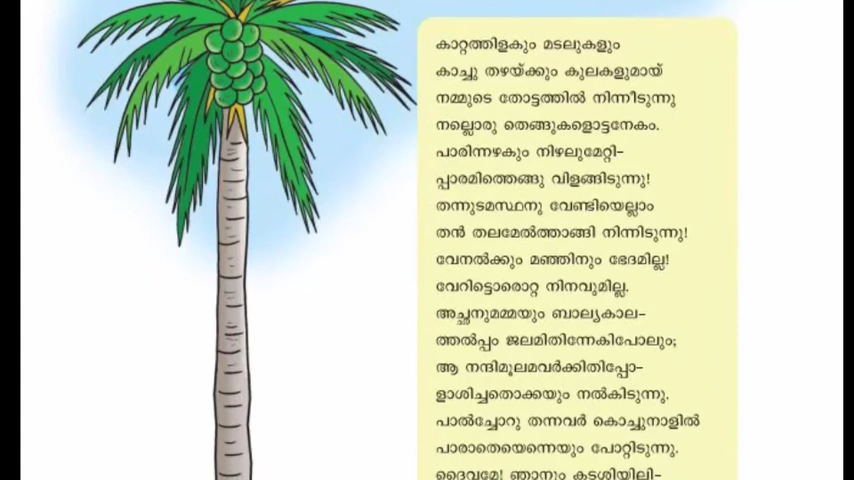 കാറ്റത്തിളകും മടലുകളും
കാച്ചു തഴയ്ക്കും കുലകളുമായ്
നമ്മുടെ തോട്ടത്തിൽ നിന്നീടുന്നു
നല്ലൊരു തെങ്ങുകളൊട്ടനേകം.
പാരിന്നഴകും നിഴലുമേറ്റി–
പ്പാരമിത്തെങ്ങു വിളങ്ങിടുന്നു!
തന്നുടമസ്ഥനു വേണ്ടിയെല്ലാം
തൻ തലമേൽത്താങ്ങി നിന്നിടുന്നു!
വേനൽക്കും മഞ്ഞിനും ഭേദമില്ല!
വേറിട്ടൊരൊറ്റ നിനവുമില്ല.
അച്ഛനുമമ്മയും ബാല്യകാല–
ത്തൽപ്പം ജലമിതിന്നേകിപോലും;
ആ നന്ദിമൂലമവർക്കിതിപ്പോ–
ളാശിച്ചതൊക്കയും നൽകിടുന്നു.
പാൽച്ചോറു തന്നവർ കൊച്ചുനാളിൽ
പാരാതെയെന്നെയും പോറ്റിടുന്നു.
ദൈവമേ! ഞാനും കടശിയിലി–